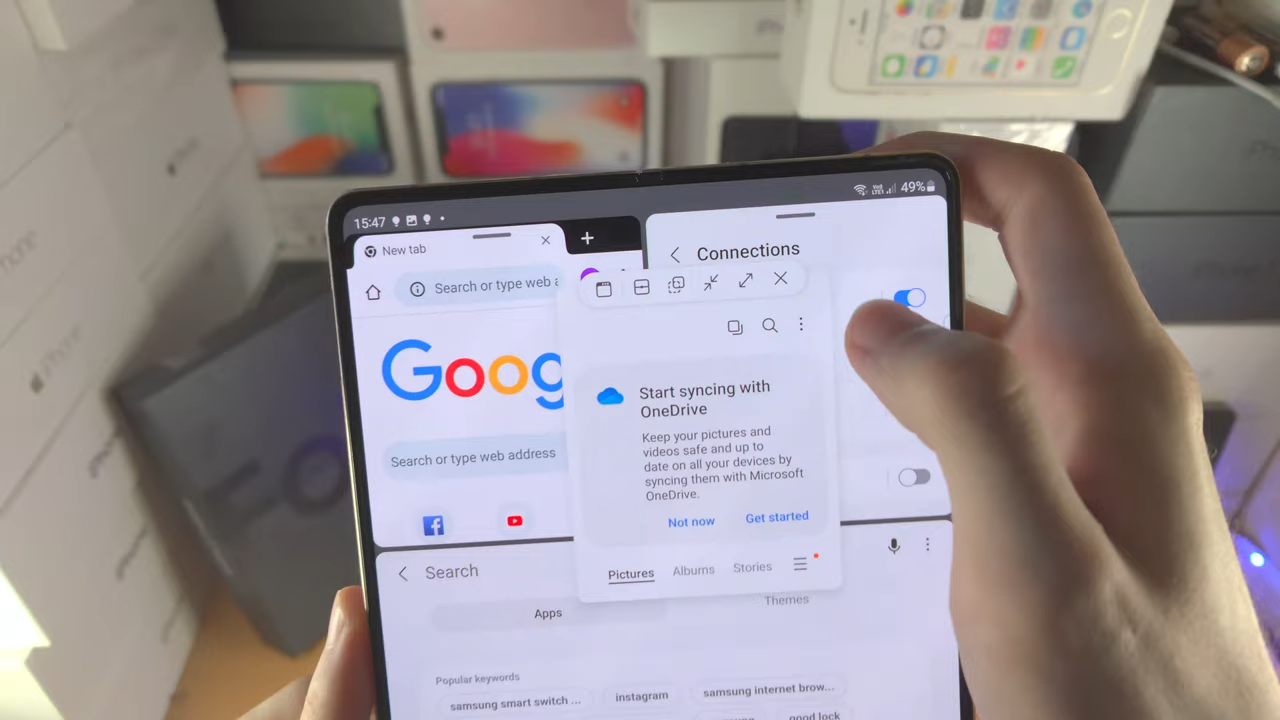 15:47
49%
New tab
Connections
Search or type web a
Goog
Start syncing with
OneDrive
Keep your pictures and
videos safe and up to
date on all your devices by
syncing them with Microsoft
OneDrive.
Not now Get started
Search or type web address
Pictures Albums Stories
Search
Apps Themes
Popular keywords
samsung smart switch ...
instagram
samsung internet brow...
good lock
iPhone
iPhone